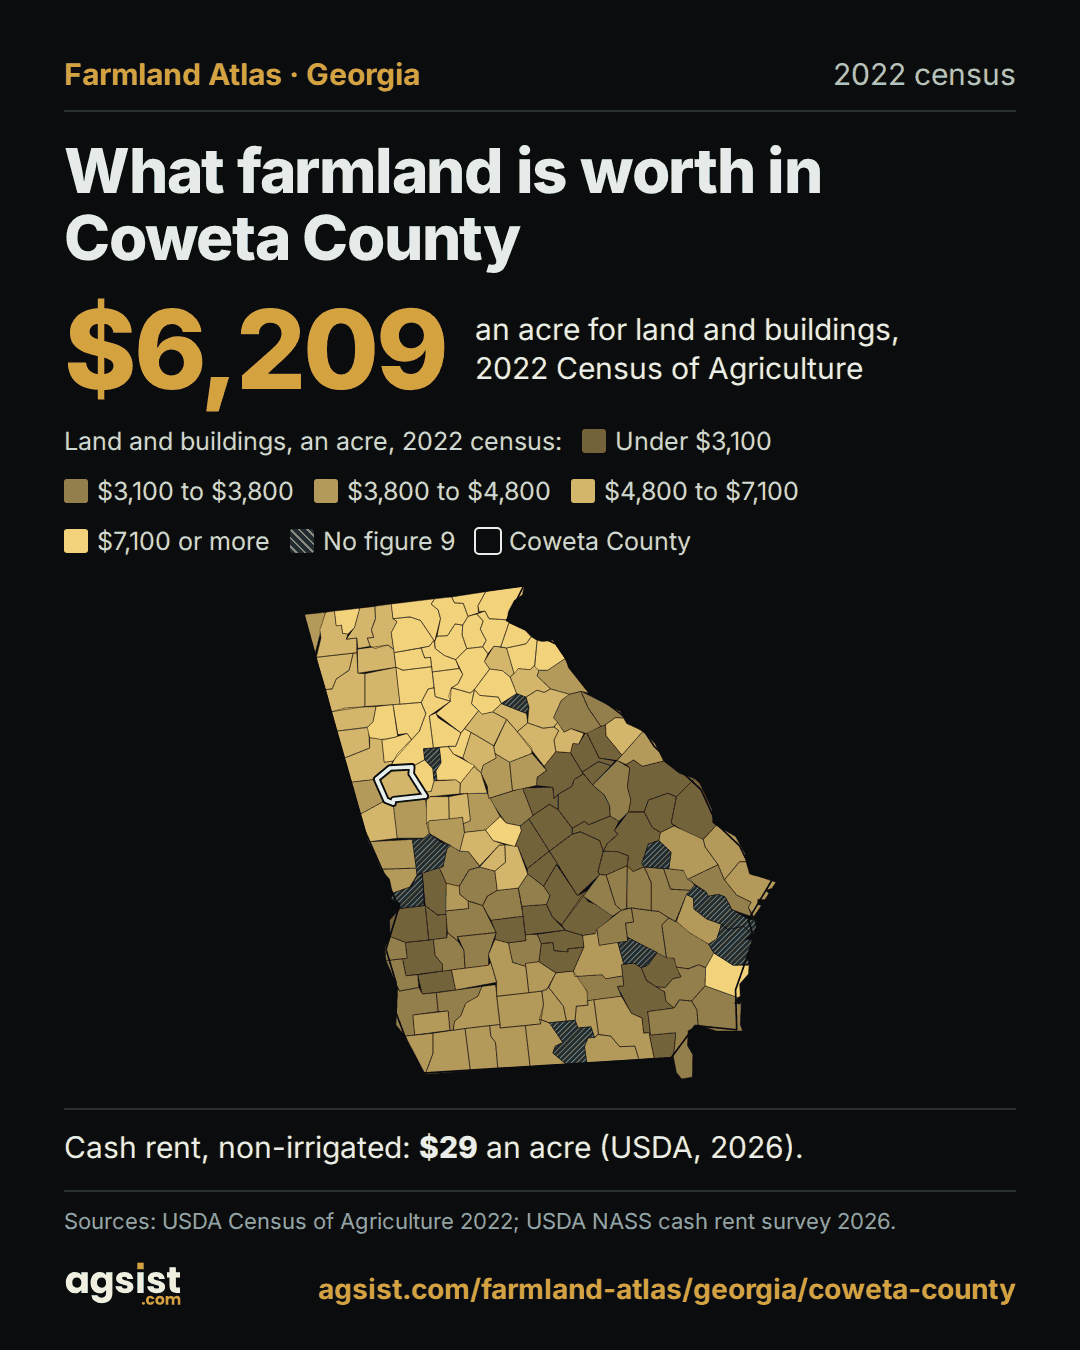 Farmland Atlas · Georgia
2022 census
What farmland is worth in
Coweta County
$6,209
an acre for land and buildings,
2022 Census of Agriculture
Land and buildings, an acre, 2022 census: Under $3,100
$3,100 to $3,800 $3,800 to $4,800 $4,800 to $7,100
$7,100 or more No figure 9 Coweta County
Cash rent, non-irrigated: $29 an acre (USDA, 2026).
Sources: USDA Census of Agriculture 2022; USDA NASS cash rent survey 2026.
agsist
.com
agsist.com/farmland-atlas/georgia/coweta-county